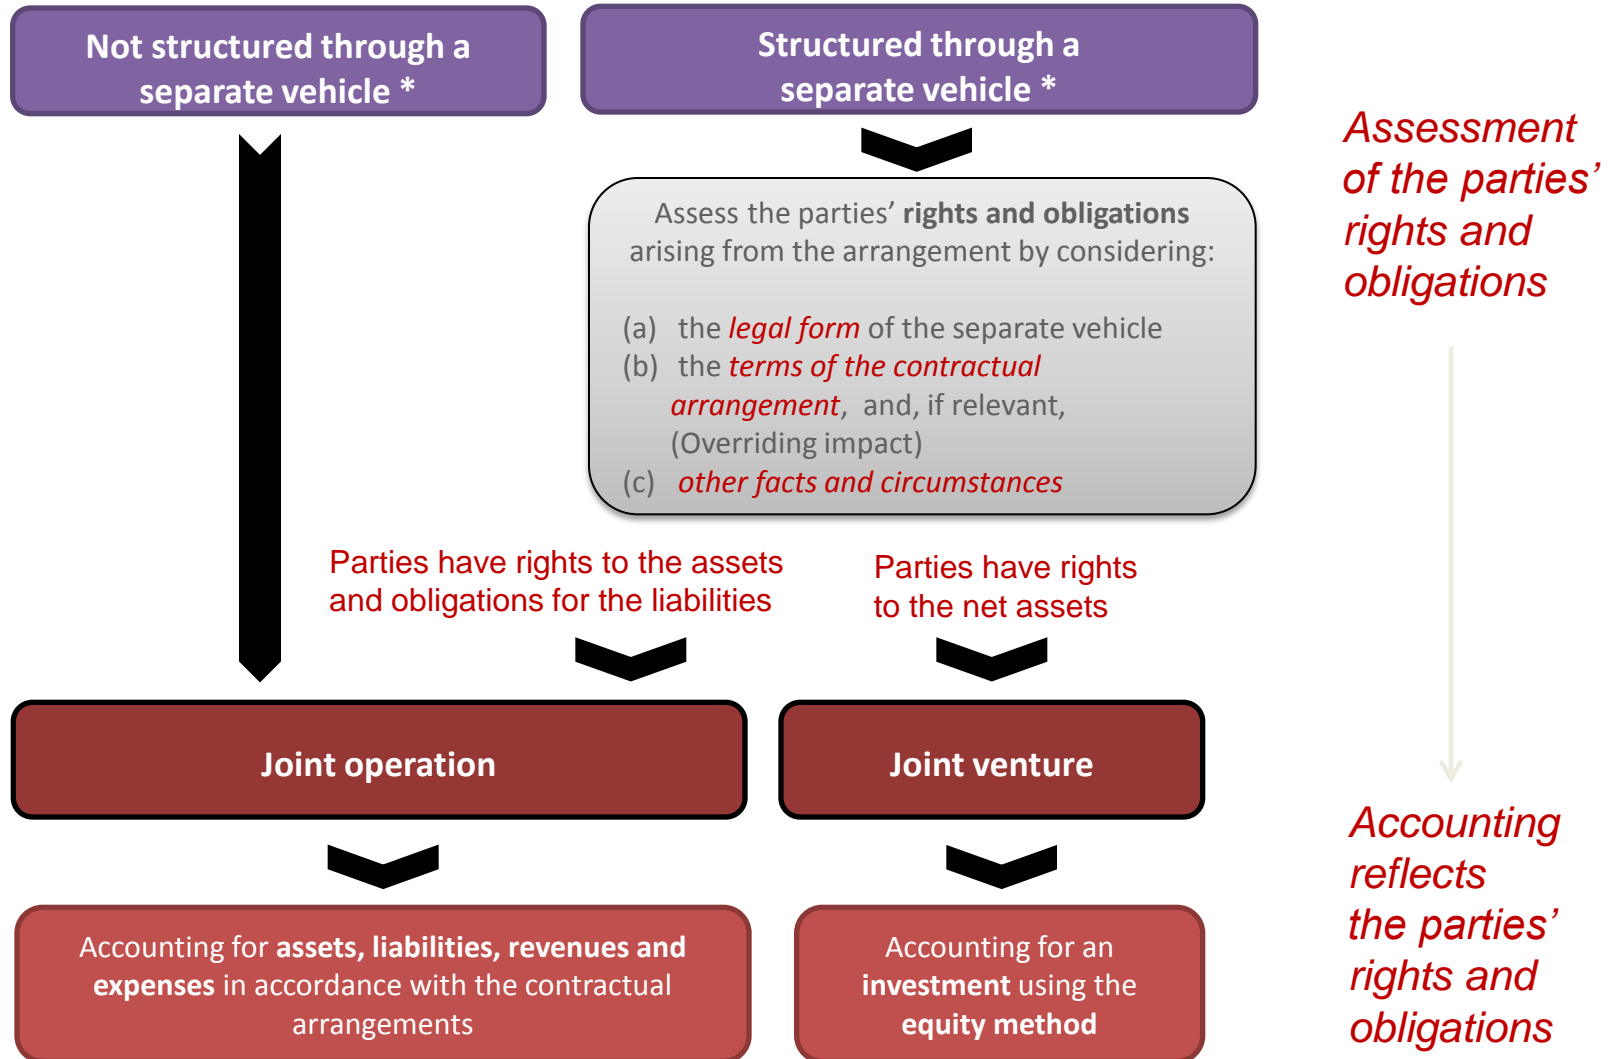 Not structured through a
separate vehicle *
Structured through a
separate vehicle *
Assessment
of the parties’
rights and
obligations
Assess the parties’ rights and obligations
arising from the arrangement by considering:
(a) the legal form of the separate vehicle
(b) the terms of the contractual
arrangement, and, if relevant,
(Overriding impact)
(c) other facts and circumstances
Parties have rights to the assets
and obligations for the liabilities
Parties have rights
to the net assets
Joint operation
Joint venture
Accounting for assets, liabilities, revenues and
expenses in accordance with the contractual
arrangements
Accounting for an
investment using the
equity method
Accounting
reflects
the parties’
rights and
obligations